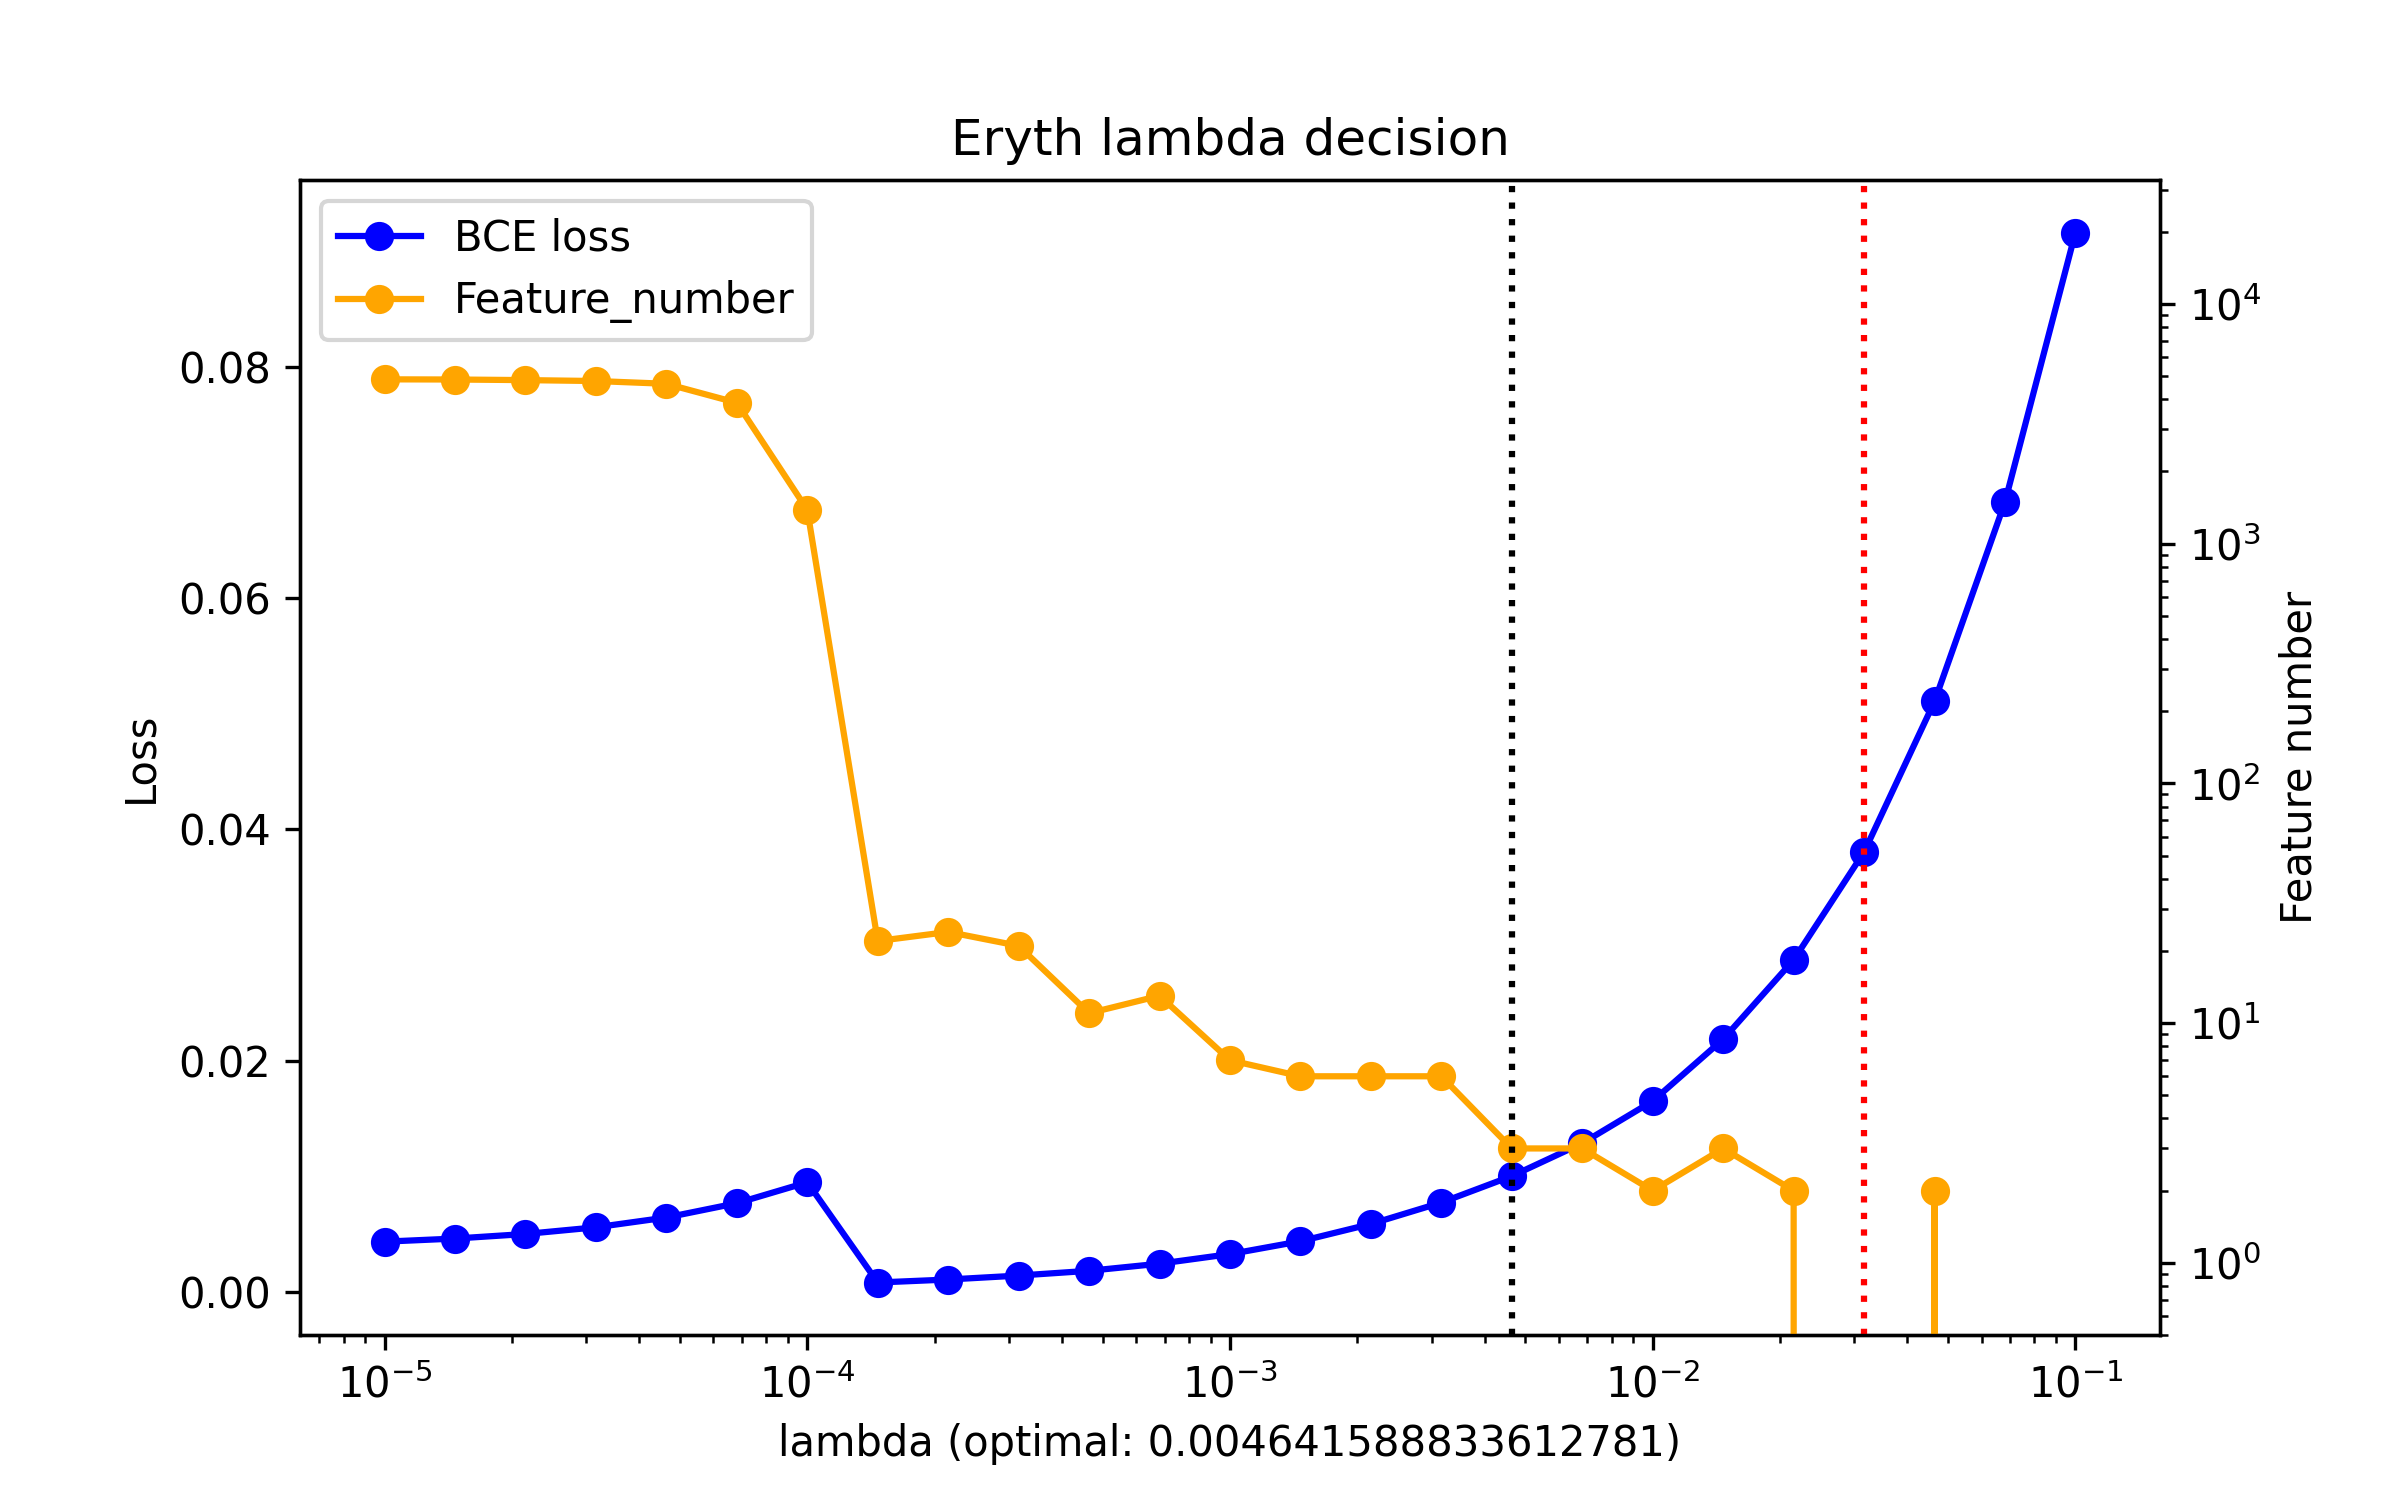 Eryth lambda decision
BCE loss
Feature_number
Loss
0.08
0.06
0.04
0.02
0.00
10⁻⁵
10⁻⁴
10⁻³
10⁻²
10⁻¹
lambda (optimal: 0.004641588833612781)
10⁴
10³
10²
10¹
10⁰
Feature number